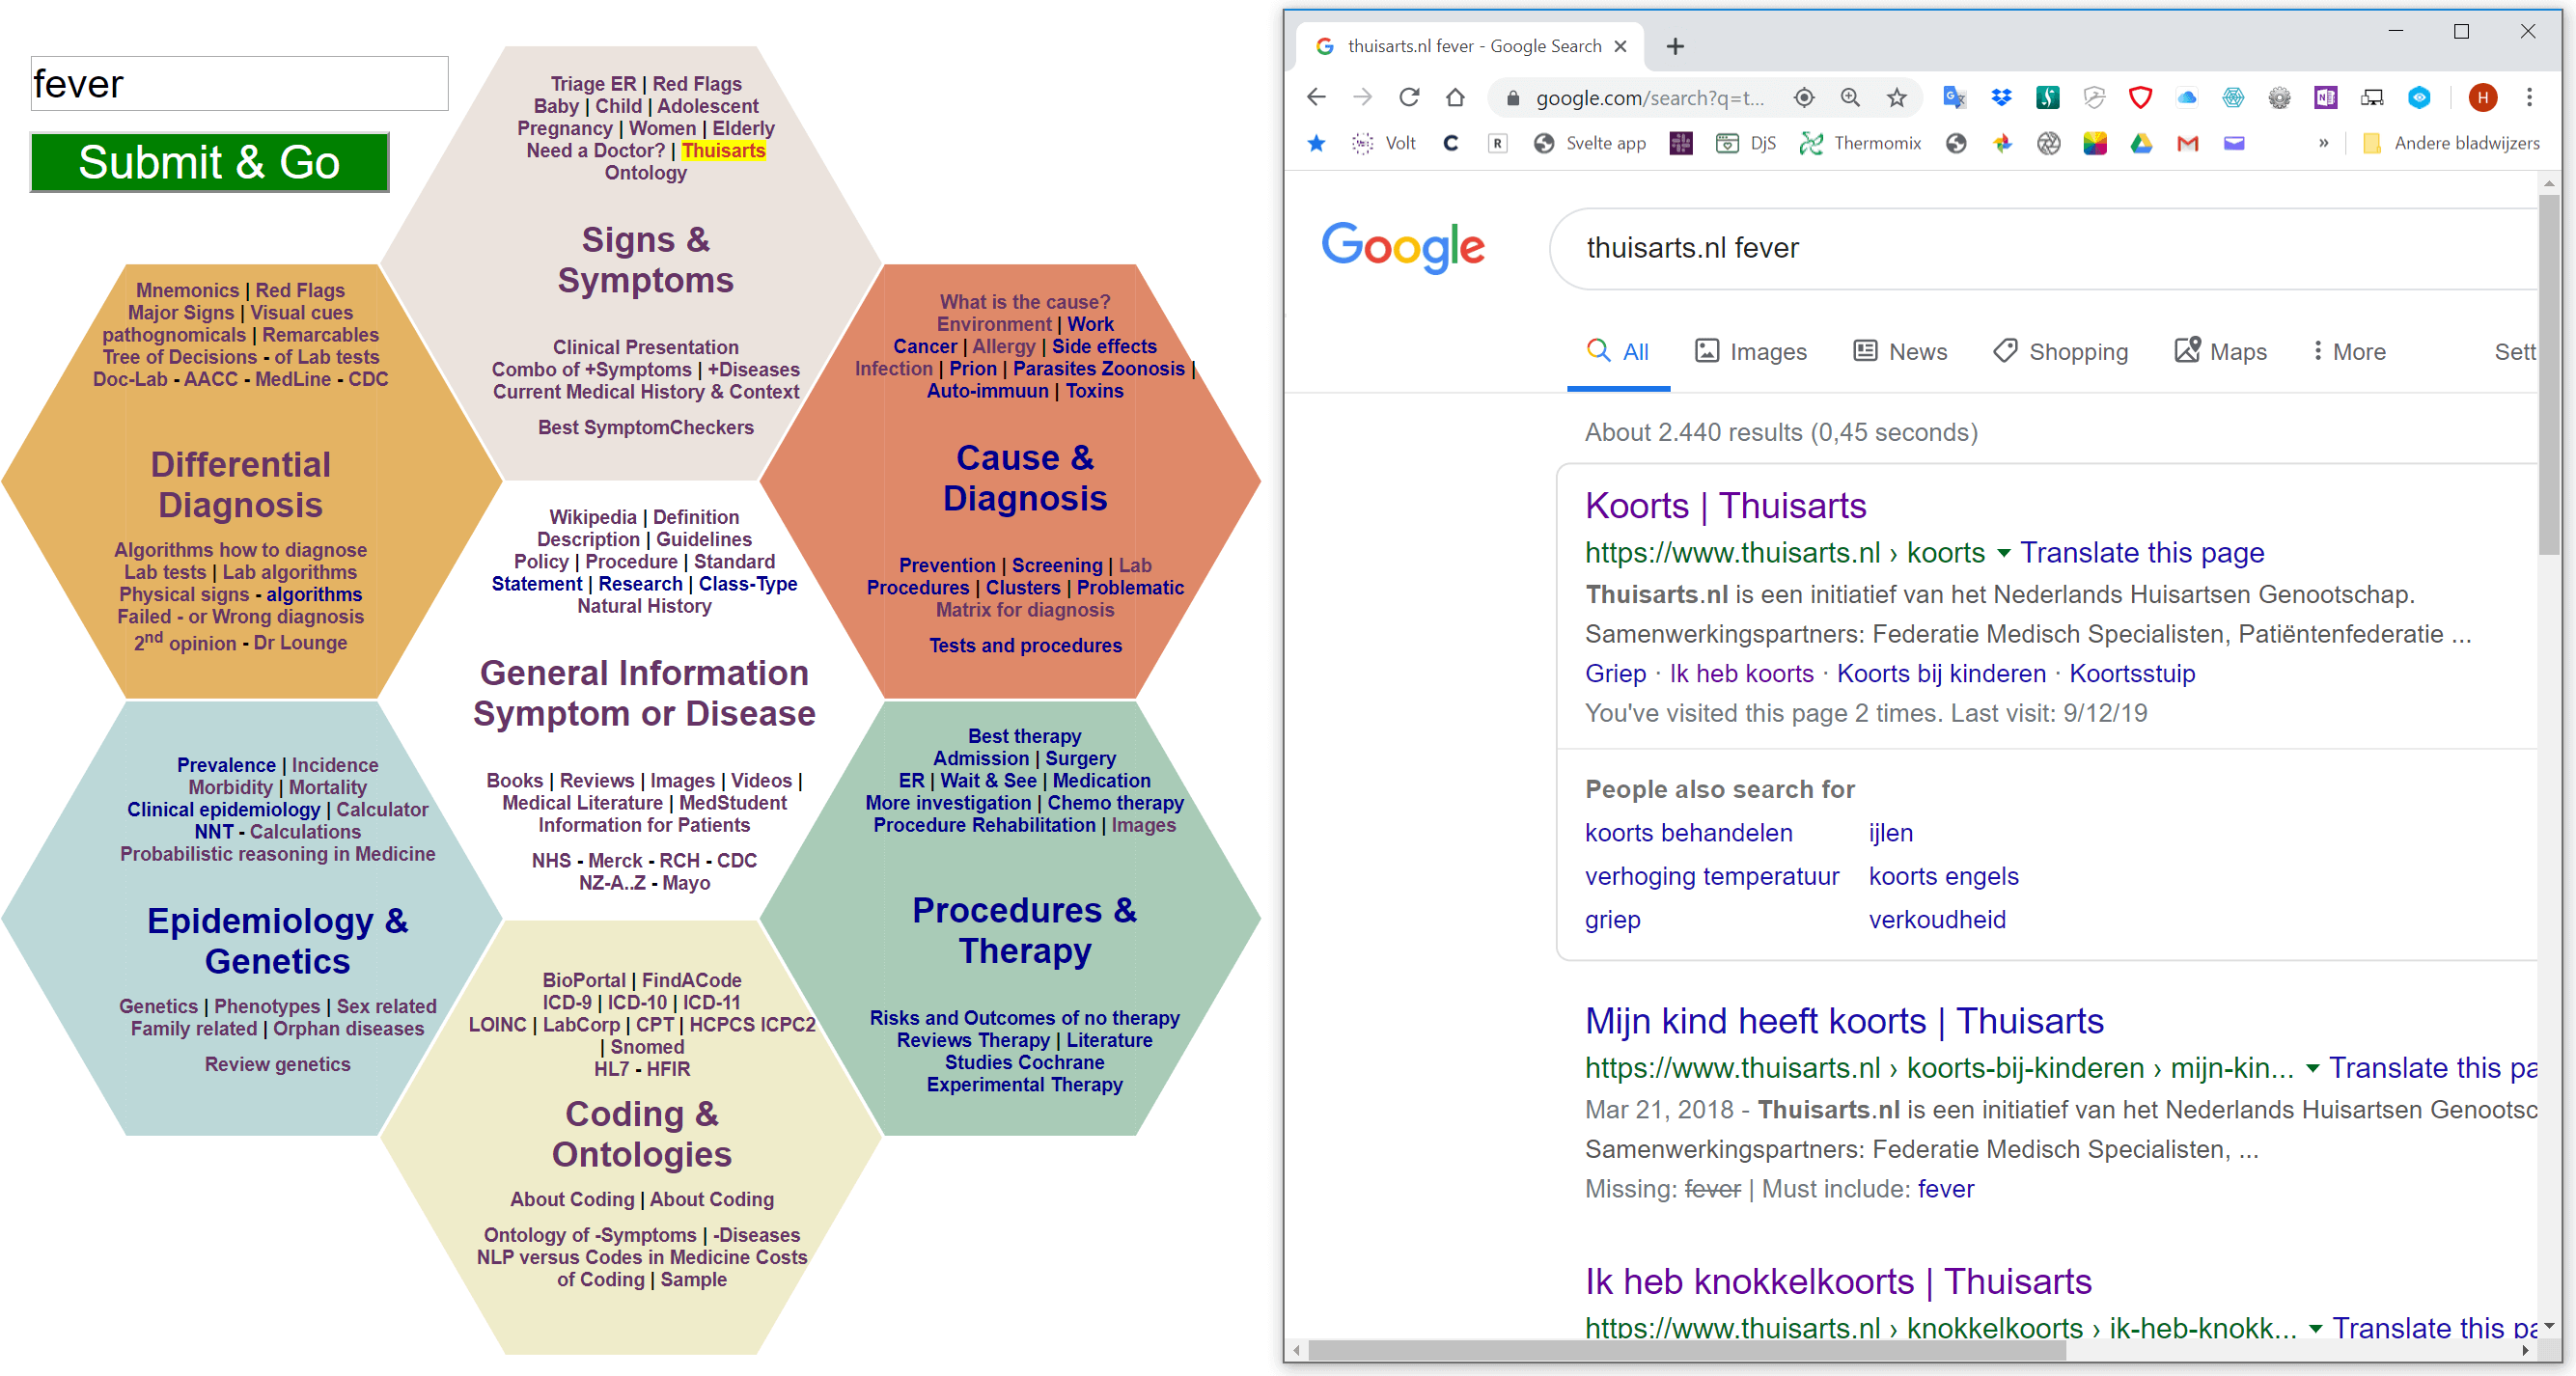 fever
Submit & Go
Triage ER | Red Flags
Baby | Child | Adolescent
Pregnancy | Women | Elderly
Need a Doctor? | Thuisarts
Ontology
Signs &
Symptoms
Clinical Presentation
Combo of +Symptoms | +Diseases
Current Medical History & Context
Best SymptomCheckers
Mnemonics | Red Flags
Major Signs | Visual cues
pathognomicals | Remarcables
Tree of Decisions - of Lab tests
Doc-Lab - AACC - MedLine - CDC
Differential
Diagnosis
Algorithms how to diagnose
Lab tests | Lab algorithms
Physical signs - algorithms
Failed - or Wrong diagnosis
2nd opinion - Dr Lounge
What is the cause?
Environment | Work
Cancer | Allergy | Side effects
Infection | Prion | Parasites Zoonosis |
Auto-immuun | Toxins
Cause &
Diagnosis
Prevention | Screening | Lab
Procedures | Clusters | Problematic
Matrix for diagnosis
Tests and procedures
Wikipedia | Definition
Description | Guidelines
Policy | Procedure | Standard
Statement | Research | Class-Type
Natural History
General Information
Symptom or Disease
Books | Reviews | Images | Videos |
Medical Literature | MedStudent
Information for Patients
NHS - Merck - RCH - CDC
NZ-A..Z - Mayo
Prevalence | Incidence
Morbidity | Mortality
Clinical epidemiology | Calculator
NNT - Calculations
Probabilistic reasoning in Medicine
Epidemiology &
Genetics
Genetics | Phenotypes | Sex related
Family related | Orphan diseases
Review genetics
Best therapy
Admission | Surgery
ER | Wait & See | Medication
More investigation | Chemo therapy
Procedure Rehabilitation | Images
Procedures &
Therapy
Risks and Outcomes of no therapy
Reviews Therapy | Literature
Studies Cochrane
Experimental Therapy
BioPortal | FindACode
ICD-9 | ICD-10 | ICD-11
LOINC | LabCorp | CPT | HCPCS ICPC2
| Snomed
HL7 - HFIR
Coding &
Ontologies
About Coding | About Coding
Ontology of -Symptoms | -Diseases
NLP versus Codes in Medicine Costs
of Coding | Sample
thuisarts.nl fever - Google Search
google.com/search?q=t...
H
Volt C R Svelte app DjS Thermomix » Andere bladwijzers
Google
thuisarts.nl fever
All Images News Shopping Maps More Sett
About 2.440 results (0,45 seconds)
Koorts | Thuisarts
https://www.thuisarts.nl › koorts Translate this page
Thuisarts.nl is een initiatief van het Nederlands Huisartsen Genootschap.
Samenwerkingspartners: Federatie Medisch Specialisten, Patiëntenfederatie ...
Griep · Ik heb koorts · Koorts bij kinderen · Koortsstuip
You've visited this page 2 times. Last visit: 9/12/19
People also search for
koorts behandelen ijlen
verhoging temperatuur koorts engels
griep verkoudheid
Mijn kind heeft koorts | Thuisarts
https://www.thuisarts.nl › koorts-bij-kinderen › mijn-kin... Translate this pa
Mar 21, 2018 - Thuisarts.nl is een initiatief van het Nederlands Huisartsen Genootsc
Samenwerkingspartners: Federatie Medisch Specialisten, ...
Missing: fever | Must include: fever
Ik heb knokkelkoorts | Thuisarts
https://www.thuisarts.nl › knokkelkoorts › ik-heb-knokk... Translate this pa